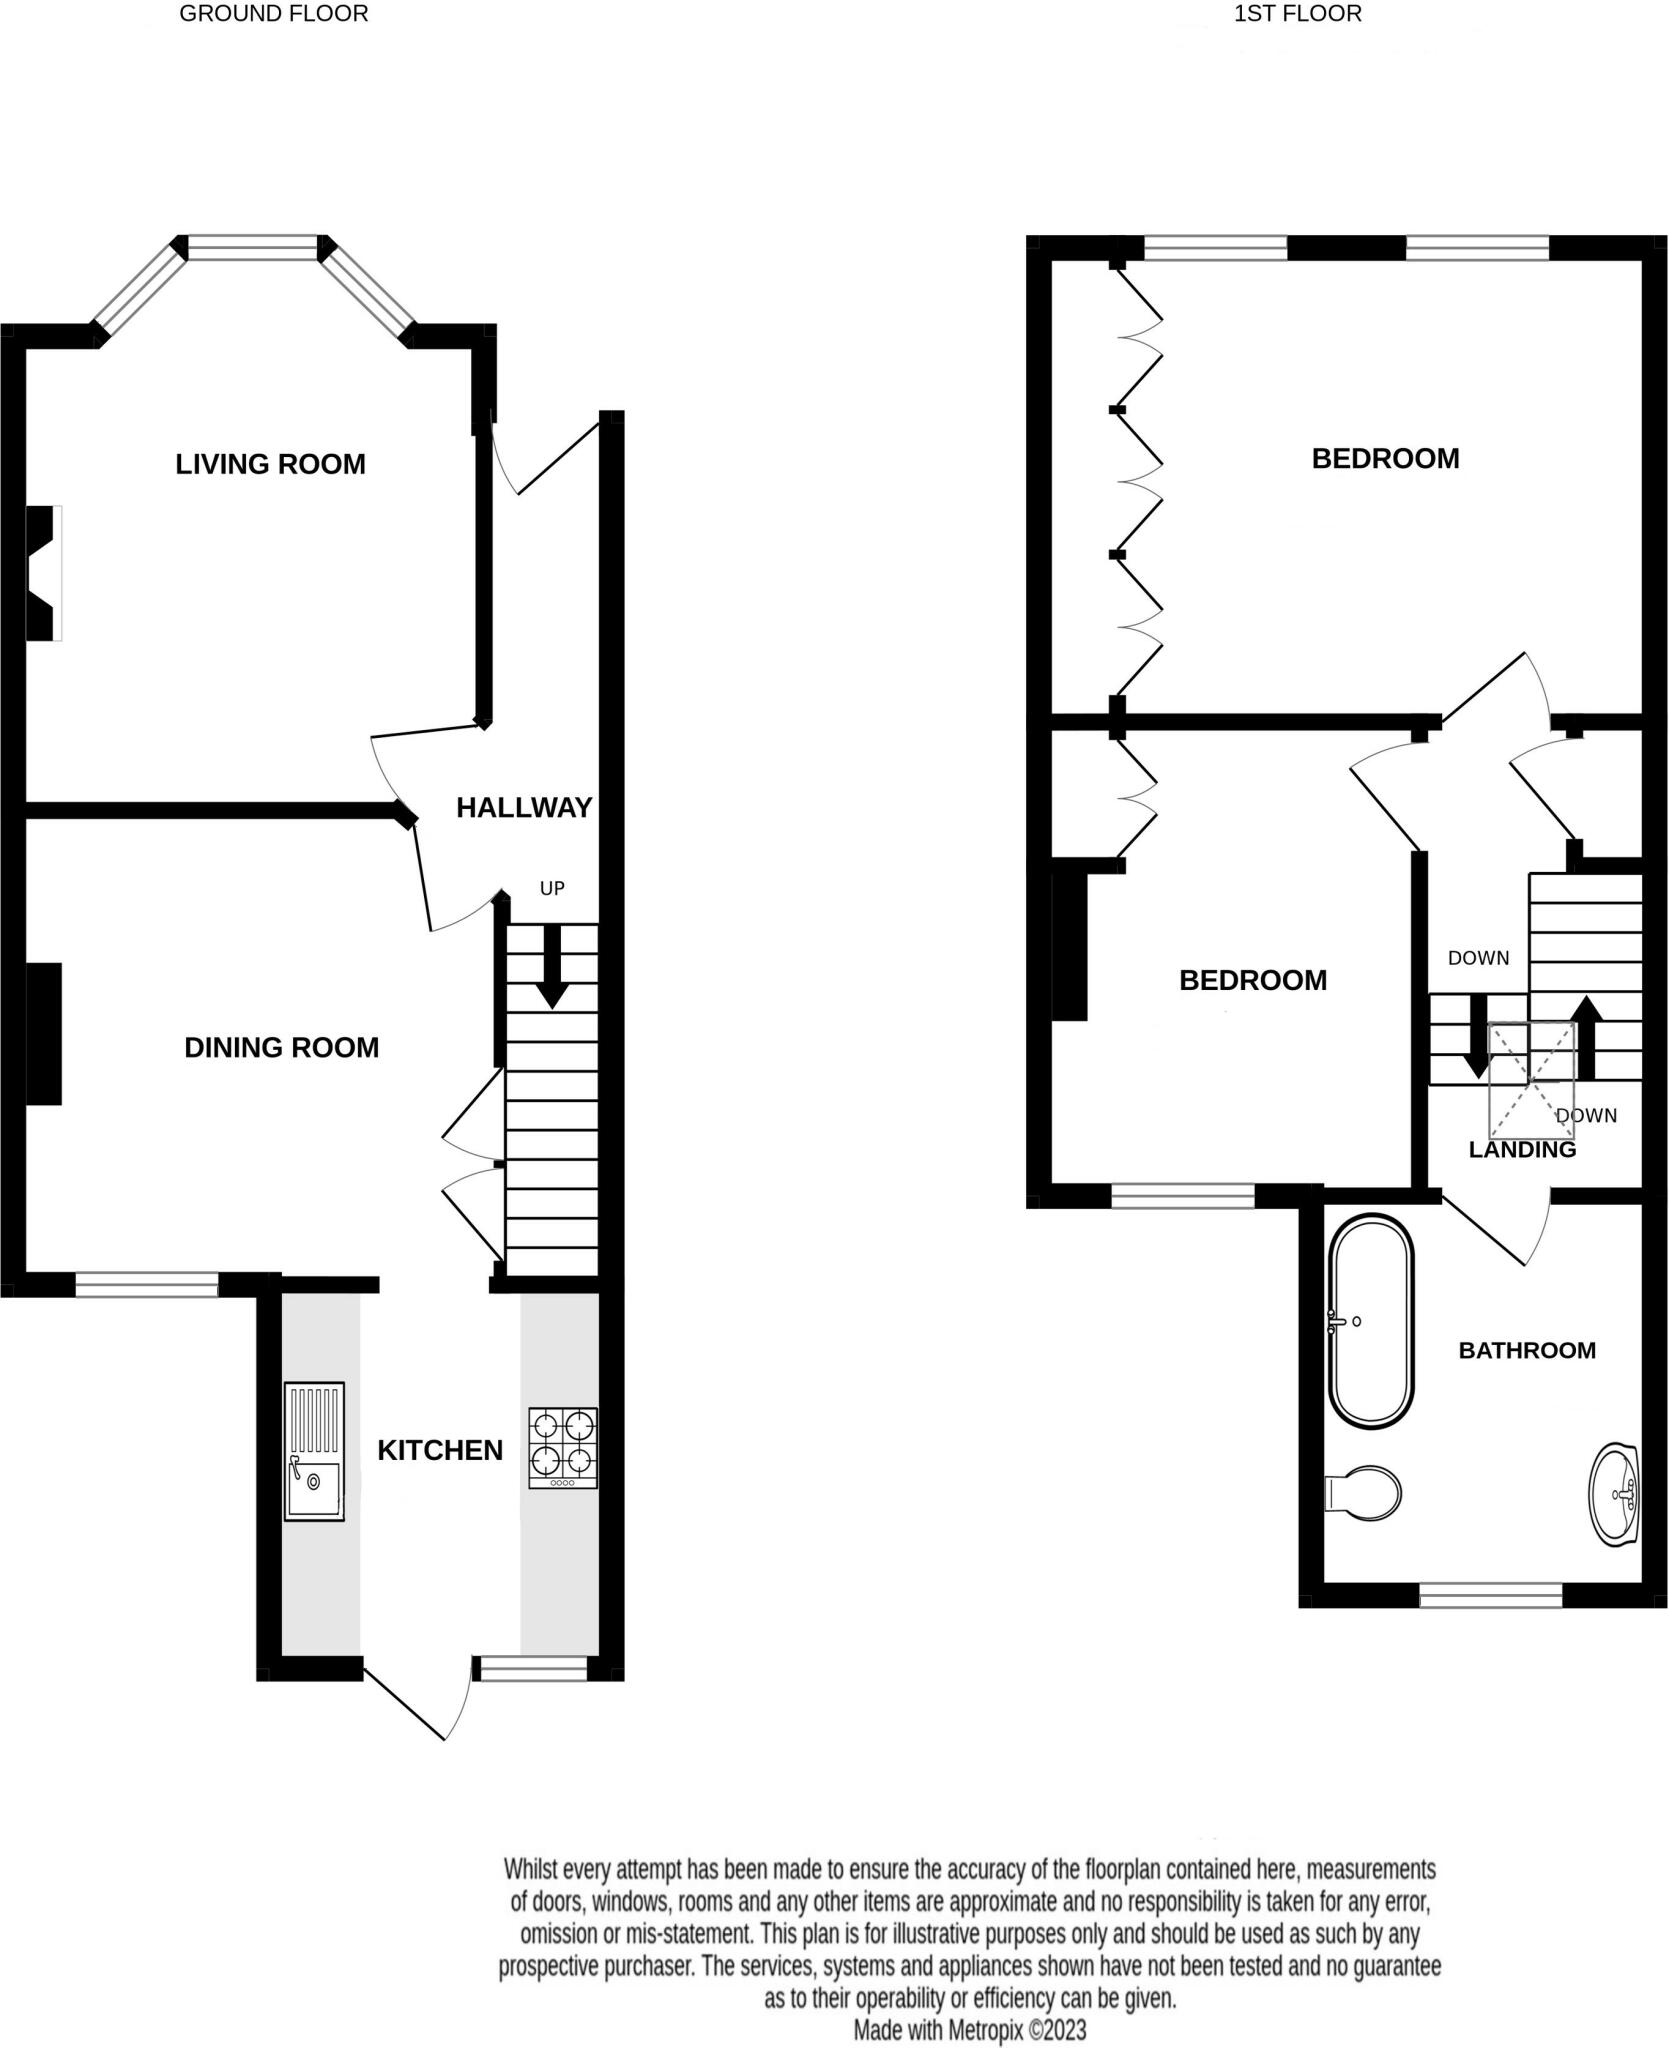 GROUND FLOOR
1ST FLOOR
LIVING ROOM
HALLWAY
UP
DINING ROOM
KITCHEN
BEDROOM
BEDROOM
DOWN
DOWN
LANDING
BATHROOM
Whilst every attempt has been made to ensure the accuracy of the floorplan contained here, measurements
of doors, windows, rooms and any other items are approximate and no responsibility is taken for any error,
omission or mis-statement. This plan is for illustrative purposes only and should be used as such by any
prospective purchaser. The services, systems and appliances shown have not been tested and no guarantee
as to their operability or efficiency can be given.
Made with Metropix ©2023